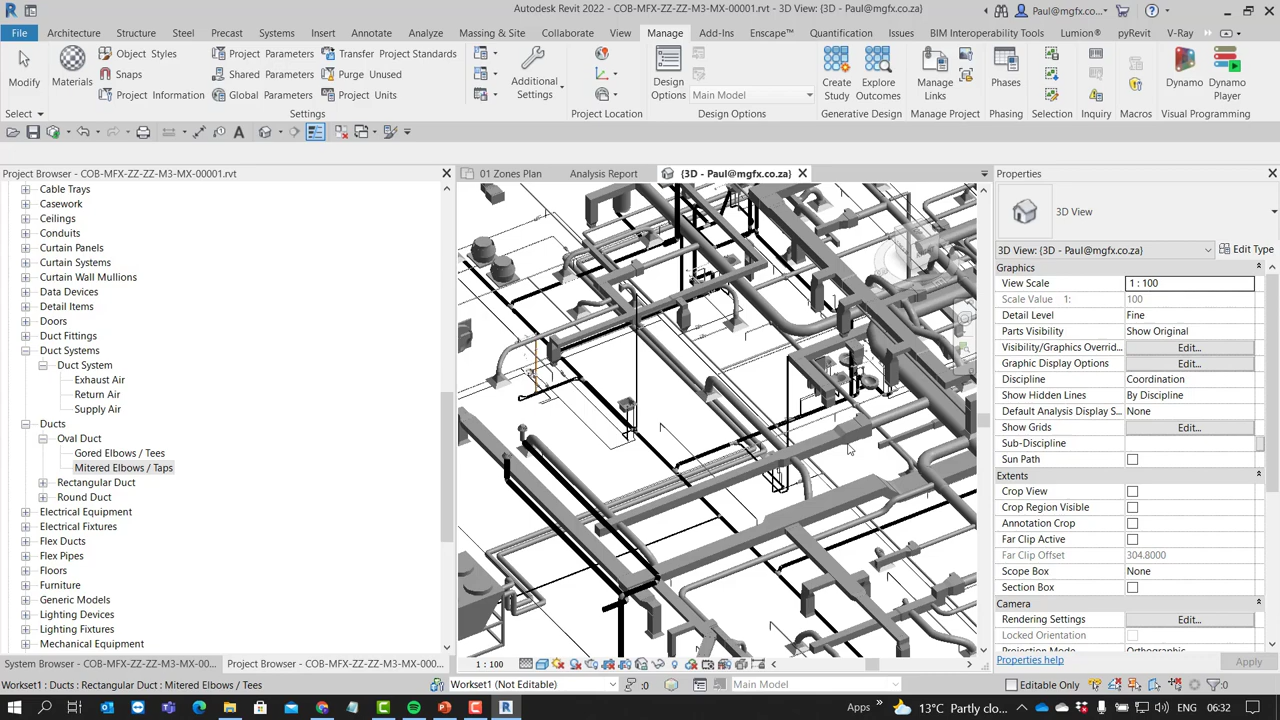 Autodesk Revit 2022 - COB-MFX-ZZ-ZZ-M3-MX-00001.rvt - 3D View: {3D - Paul@mgfx.co.za}
Paul@mgfx.co...
File Architecture Structure Steel Precast Systems Insert Annotate Analyze Massing & Site Collaborate View Manage Add-Ins Enscape™ Quantification Issues BIM Interoperability Tools Lumion® pyRevit V-Ray
Modify
Materials
Object Styles
Snaps
Project Information
Project Parameters
Shared Parameters
Global Parameters
Transfer Project Standards
Purge Unused
Project Units
Additional Settings
Design Options
Main Model
Create Study
Explore Outcomes
Manage Links
Phases
Dynamo
Dynamo Player
Select Settings Project Location Design Options Generative Design Manage Project Phasing Selection Inquiry Macros Visual Programming
Project Browser - COB-MFX-ZZ-ZZ-M3-MX-00001.rvt
Cable Trays
Casework
Ceilings
Conduits
Curtain Panels
Curtain Systems
Curtain Wall Mullions
Data Devices
Detail Items
Doors
Duct Fittings
Duct Systems
Duct System
Exhaust Air
Return Air
Supply Air
Ducts
Oval Duct
Gored Elbows / Tees
Mitered Elbows / Taps
Rectangular Duct
Round Duct
Electrical Equipment
Electrical Fixtures
Flex Ducts
Flex Pipes
Floors
Furniture
Generic Models
Lighting Devices
Lighting Fixtures
Mechanical Equipment
System Browser - COB-MFX-ZZ-ZZ-M3-MX-00... Project Browser - COB-MFX-ZZ-ZZ-M3-MX-000...
01 Zones Plan Analysis Report {3D - Paul@mgfx.co.za}
1 : 100
Properties
3D View
3D View: {3D - Paul@mgfx.co.za} Edit Type
Graphics
View Scale 1 : 100
Scale Value 1: 100
Detail Level Fine
Parts Visibility Show Original
Visibility/Graphics Overrid... Edit...
Graphic Display Options Edit...
Discipline Coordination
Show Hidden Lines By Discipline
Default Analysis Display S... None
Show Grids Edit...
Sub-Discipline
Sun Path
Extents
Crop View
Crop Region Visible
Annotation Crop
Far Clip Active
Far Clip Offset 304.8000
Scope Box None
Section Box
Camera
Rendering Settings Edit...
Locked Orientation
Projection Mode Orthographic
Properties help Apply
Workset1 : Ducts : Rectangular Duct : Mitered Elbows / Tees Workset1 (Not Editable) :0 Main Model Editable Only :0
Apps 13°C Partly clo... ENG 06:32